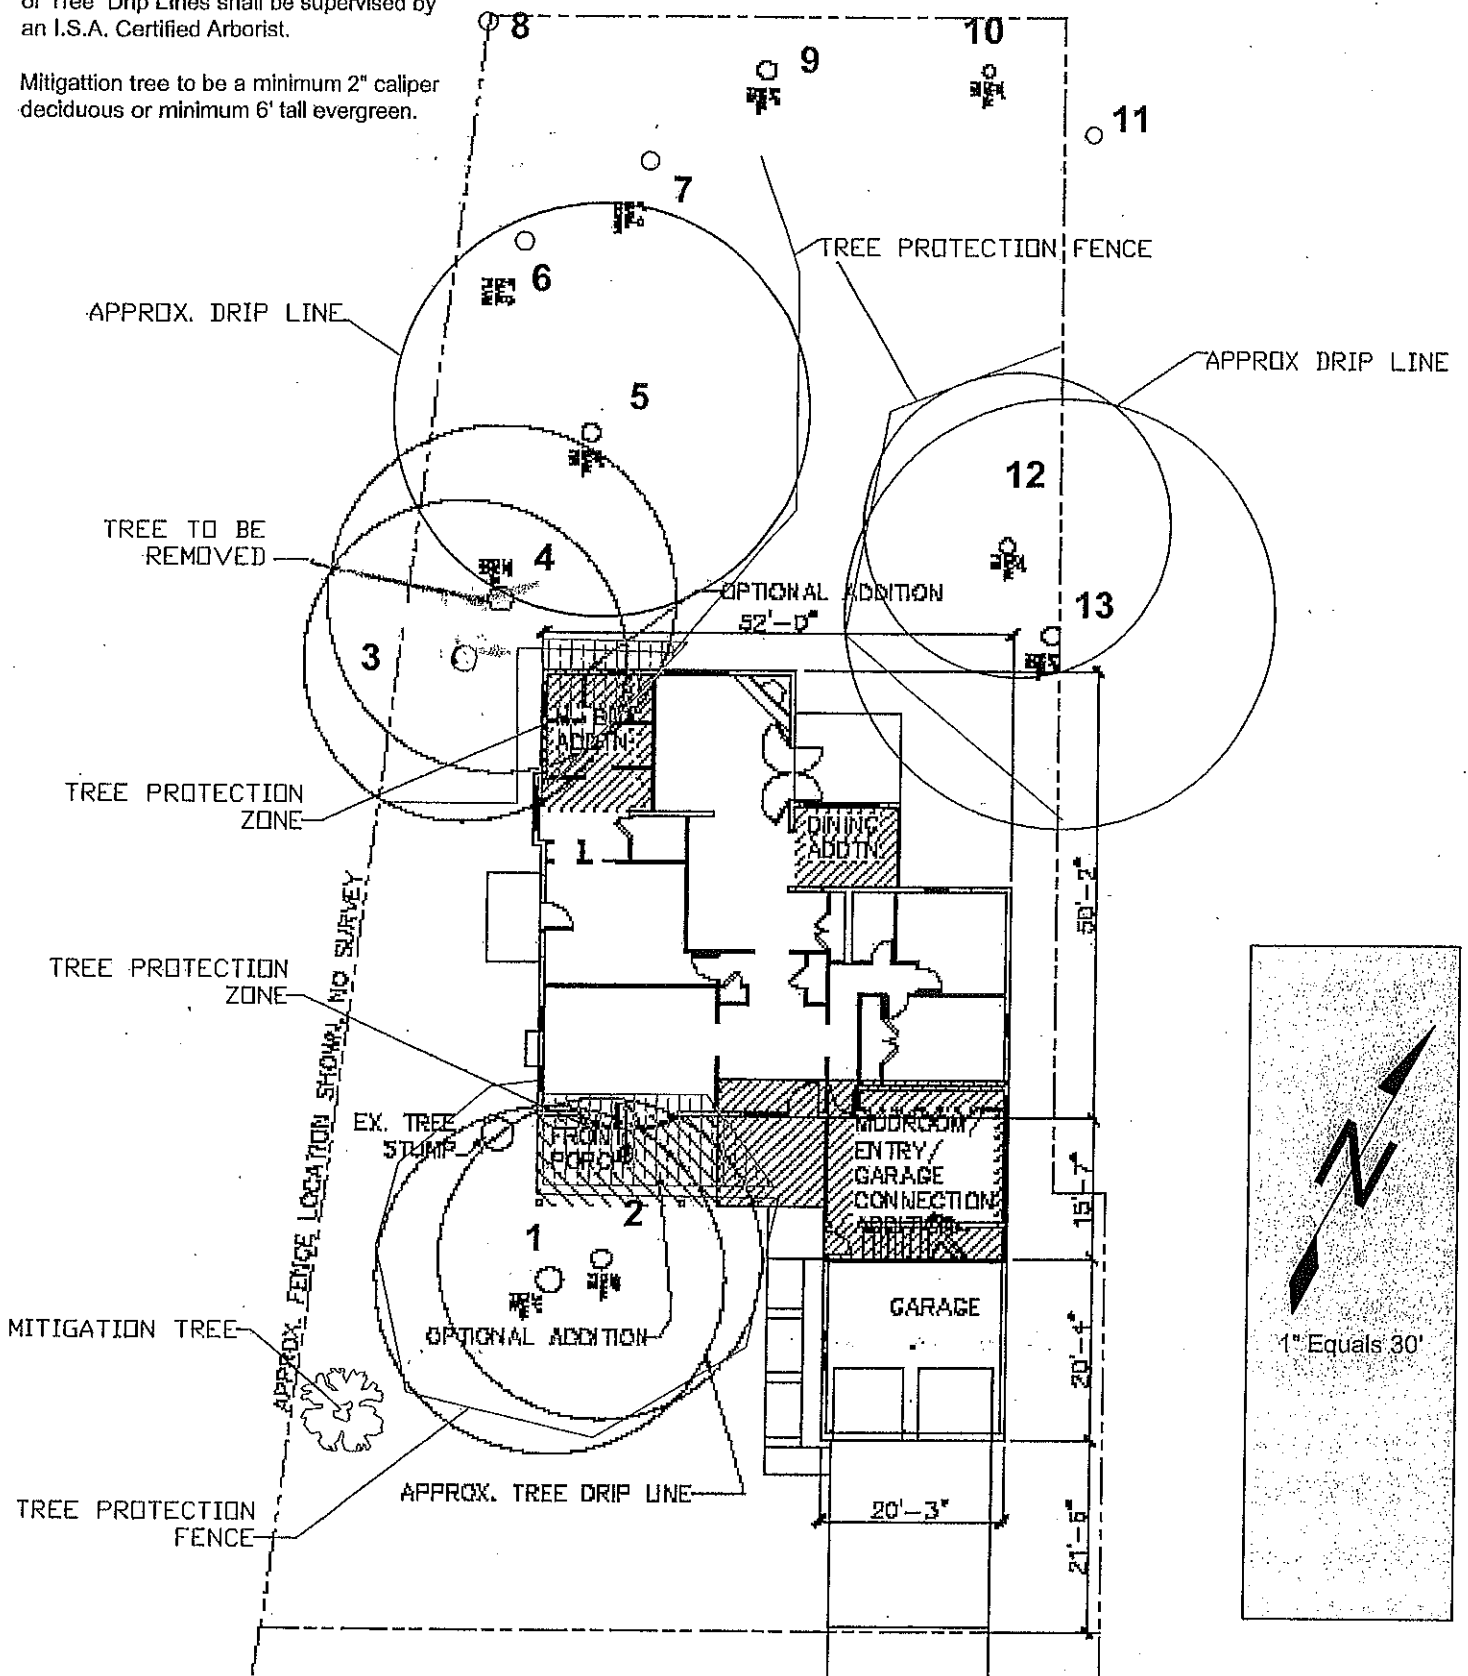 of Tree Drip Lines shall be supervised by
an I.S.A. Certified Arborist.
Mitigattion tree to be a minimum 2" caliper
deciduous or minimum 6' tall evergreen.
8
9
10
11
7
6
TREE PROTECTION FENCE
APPROX. DRIP LINE
APPROX DRIP LINE
5
12
TREE TO BE
REMOVED
4
OPTIONAL ADDITION
52'-0"
13
3
ADDTN.
TREE PROTECTION
ZONE
DINING
ADDTN.
50'-2"
TREE PROTECTION
ZONE
APPROX. FENCE LOCATION SHOWN, NO SURVEY
EX. TREE
STUMP
FRONT
PORCH
MUDROOM/
ENTRY/
GARAGE
CONNECTION
ADDITION
15'-7"
N
2
1
GARAGE
OPTIONAL ADDITION
MITIGATION TREE
20'-4"
1" Equals 30'
APPROX. TREE DRIP LINE
TREE PROTECTION
FENCE
20'-3"
21'-6"